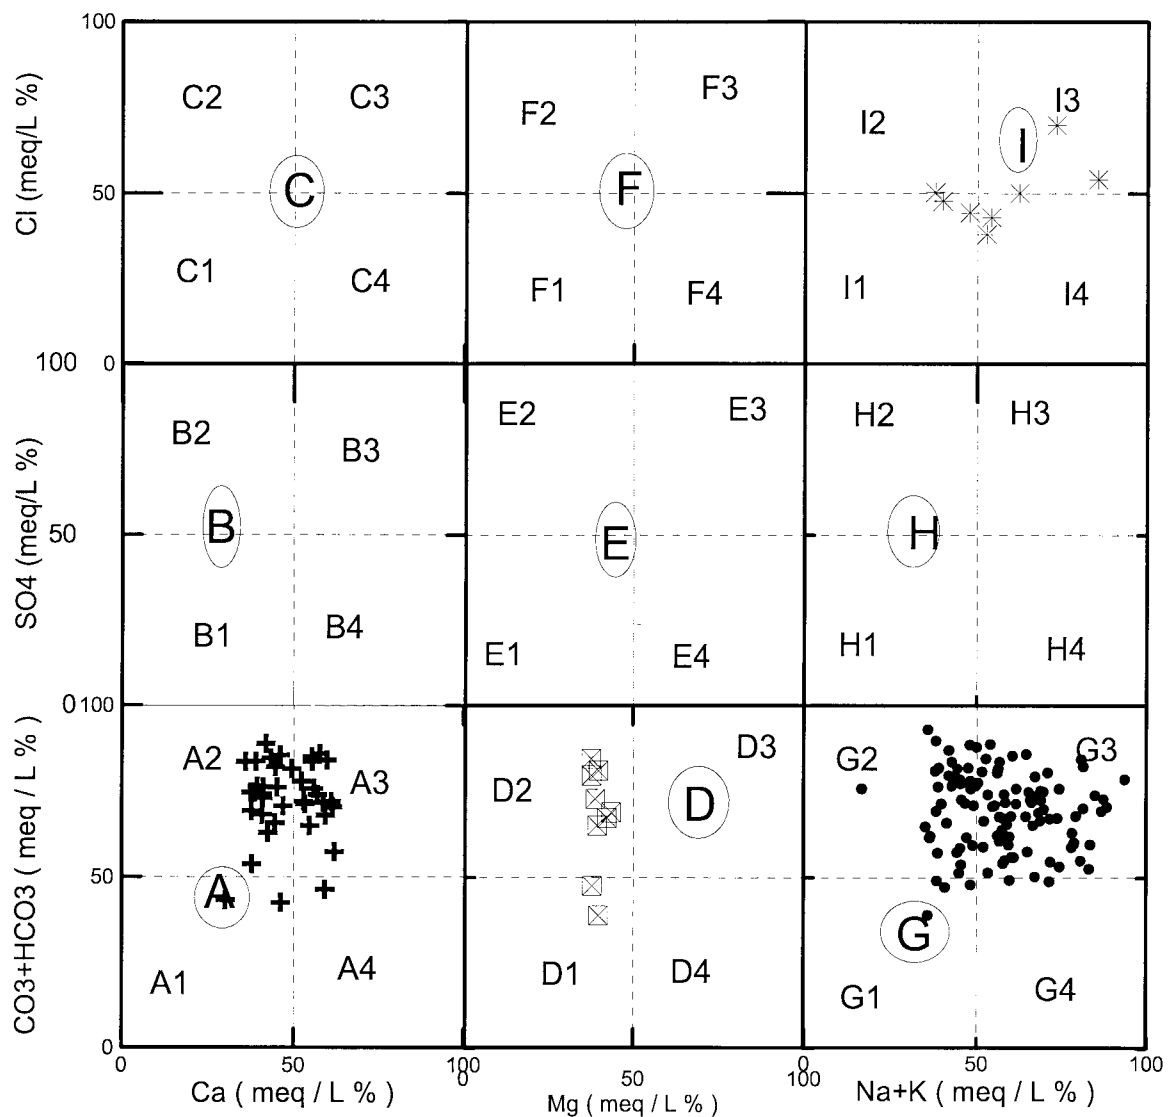 100
C2 C3 F2 F3 I2 I3
Cl (meq/L %)
50 C F I
C1 C4 F1 F4 I1 I4
0
100
B2 B3 E2 E3 H2 H3
SO4 (meq/L %)
50 B E H
B1 B4 E1 E4 H1 H4
0
100
A2 A3 D2 D3 G2 G3
CO3+HCO3 ( meq / L % )
50 A D G
A1 A4 D1 D4 G1 G4
0
0 50 100 0 50 100 0 50 100
Ca ( meq / L % ) Mg ( meq / L % ) Na+K ( meq / L % )